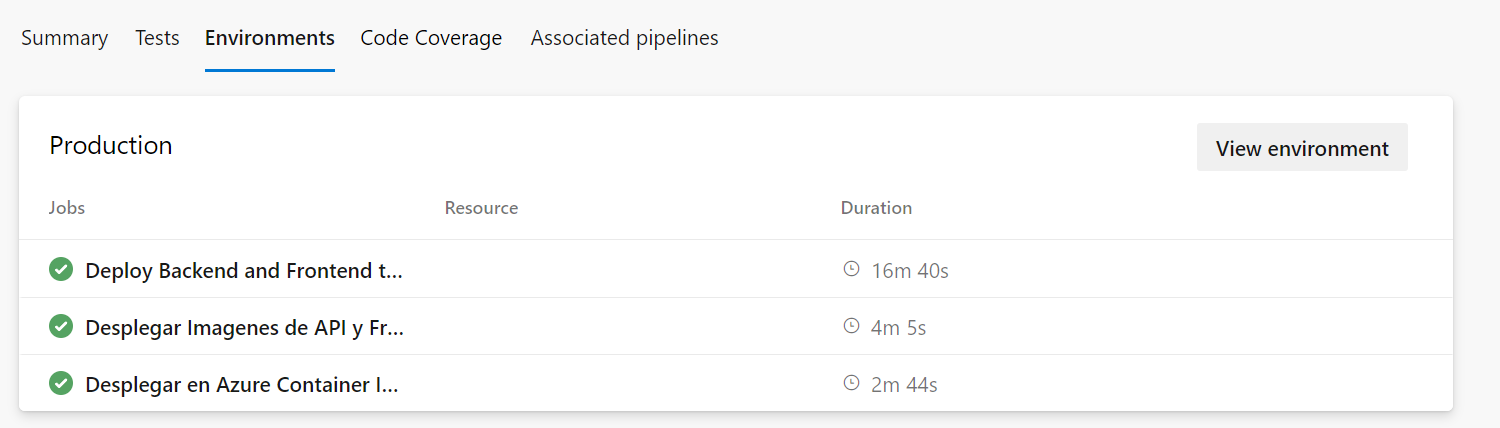 Summary Tests Environments Code Coverage Associated pipelines
Production View environment
Jobs Resource Duration
Deploy Backend and Frontend t... 16m 40s
Desplegar Imagenes de API y Fr... 4m 5s
Desplegar en Azure Container I... 2m 44s